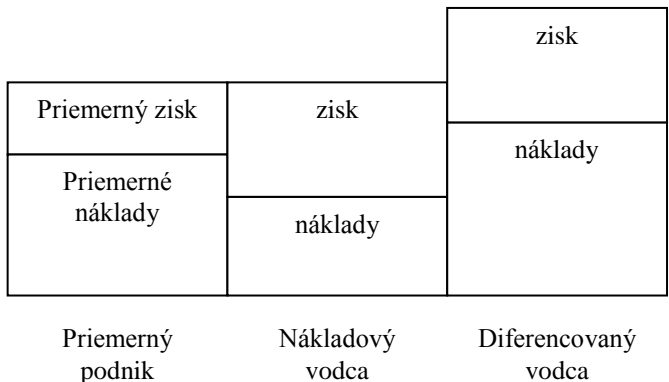 zisk
Priemerný zisk
zisk
náklady
Priemerné
náklady
náklady
Priemerný
podnik
Nákladový
vodca
Diferencovaný
vodca